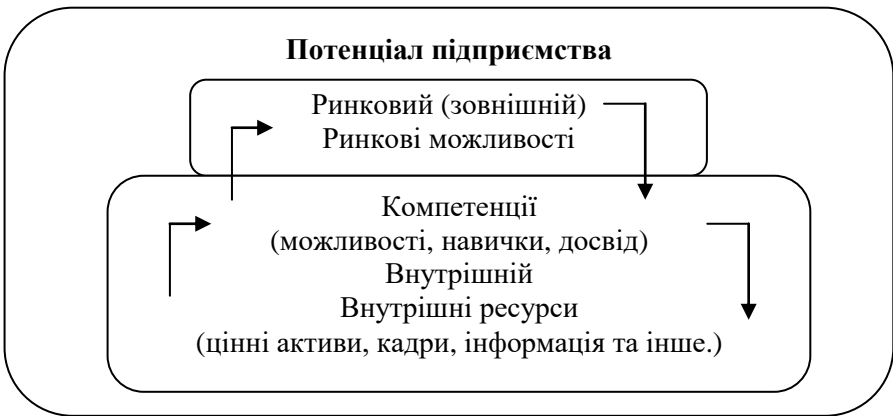 Потенціал підприємства
Ринковий (зовнішній)
Ринкові можливості
Компетенції
(можливості, навички, досвід)
Внутрішній
Внутрішні ресурси
(цінні активи, кадри, інформація та інше.)